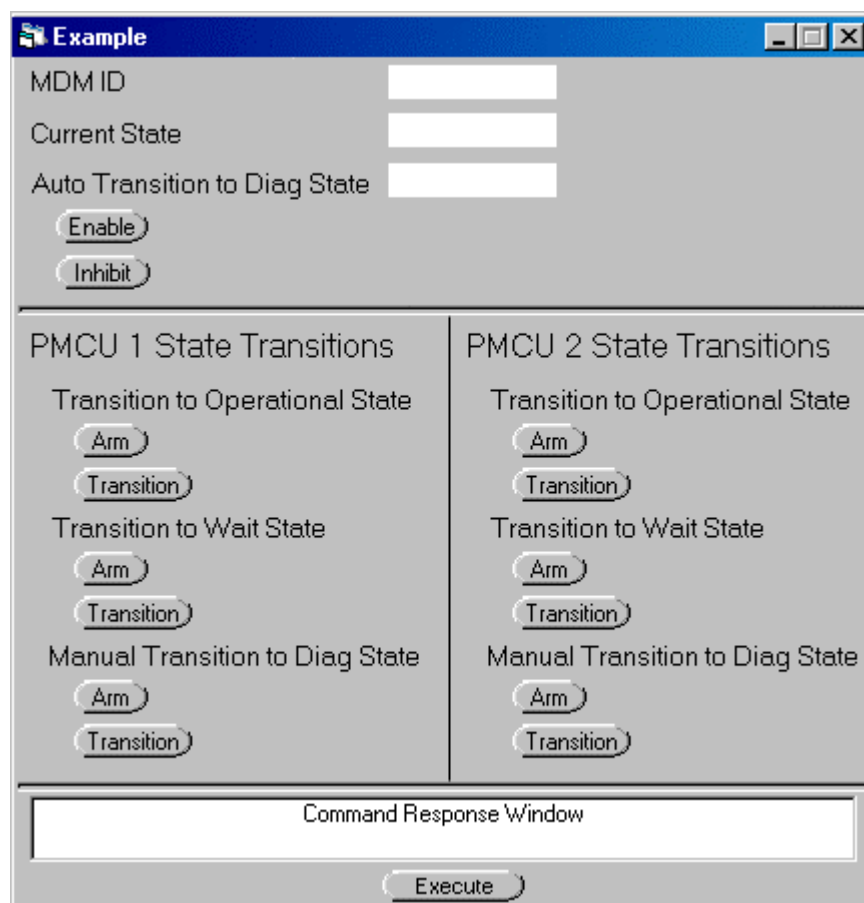 Example
MDM ID
Current State
Auto Transition to Diag State
Enable
Inhibit
PMCU 1 State Transitions
Transition to Operational State
Arm
Transition
Transition to Wait State
Arm
Transition
Manual Transition to Diag State
Arm
Transition
PMCU 2 State Transitions
Transition to Operational State
Arm
Transition
Transition to Wait State
Arm
Transition
Manual Transition to Diag State
Arm
Transition
Command Response Window
Execute